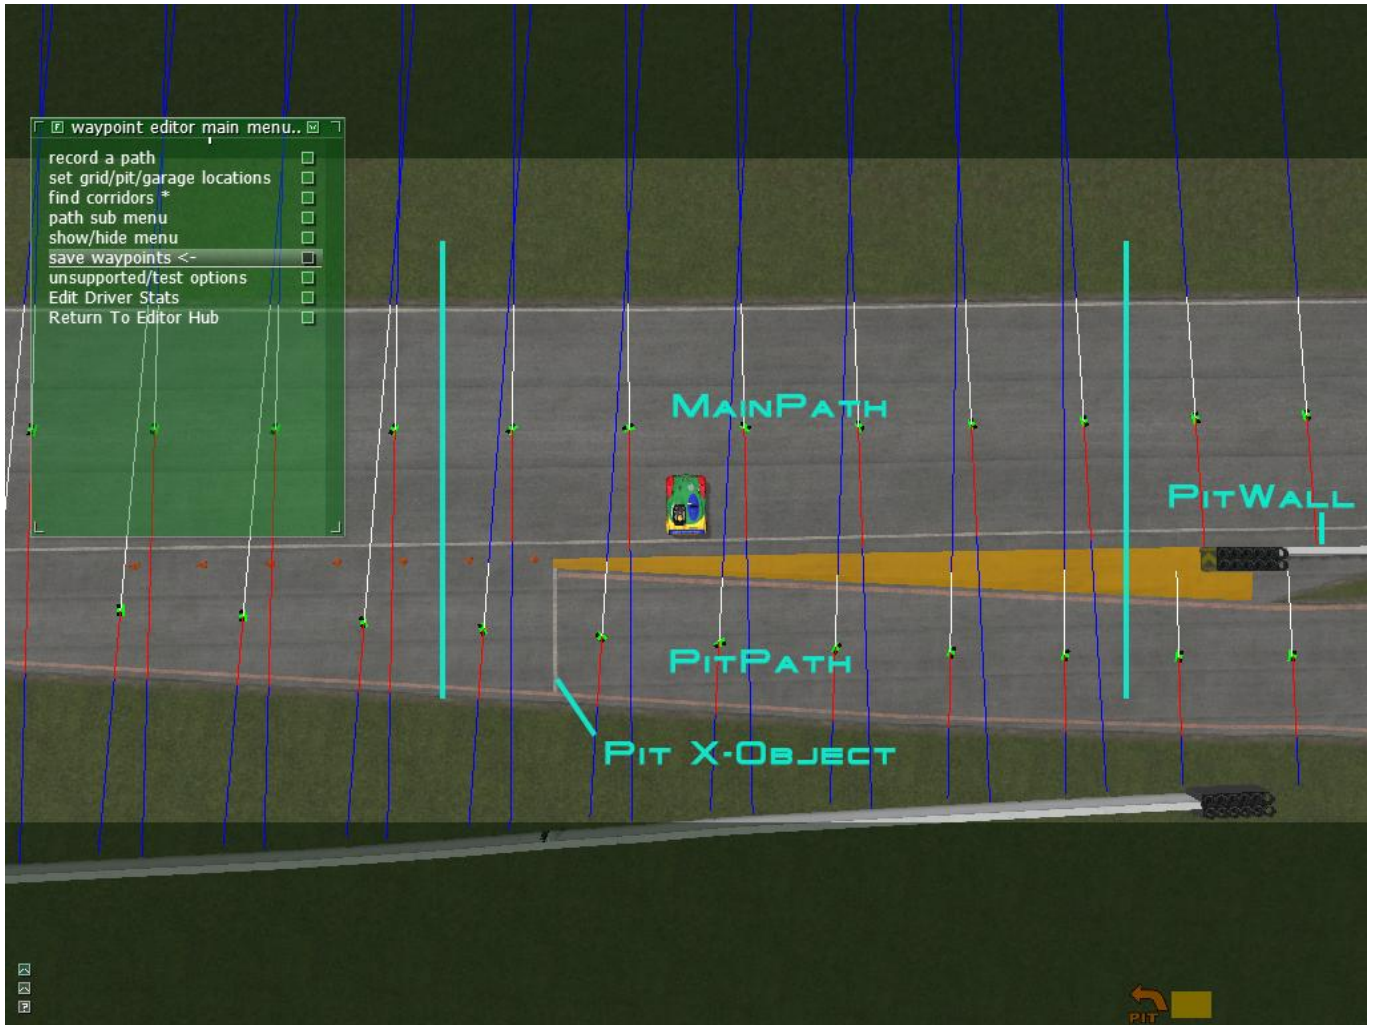 waypoint editor main menu..
record a path
set grid/pit/garage locations
find corridors *
path sub menu
show/hide menu
save waypoints <-
unsupported/test options
Edit Driver Stats
Return To Editor Hub
MainPath
PitWall
PitPath
Pit X-Object
PIT
?